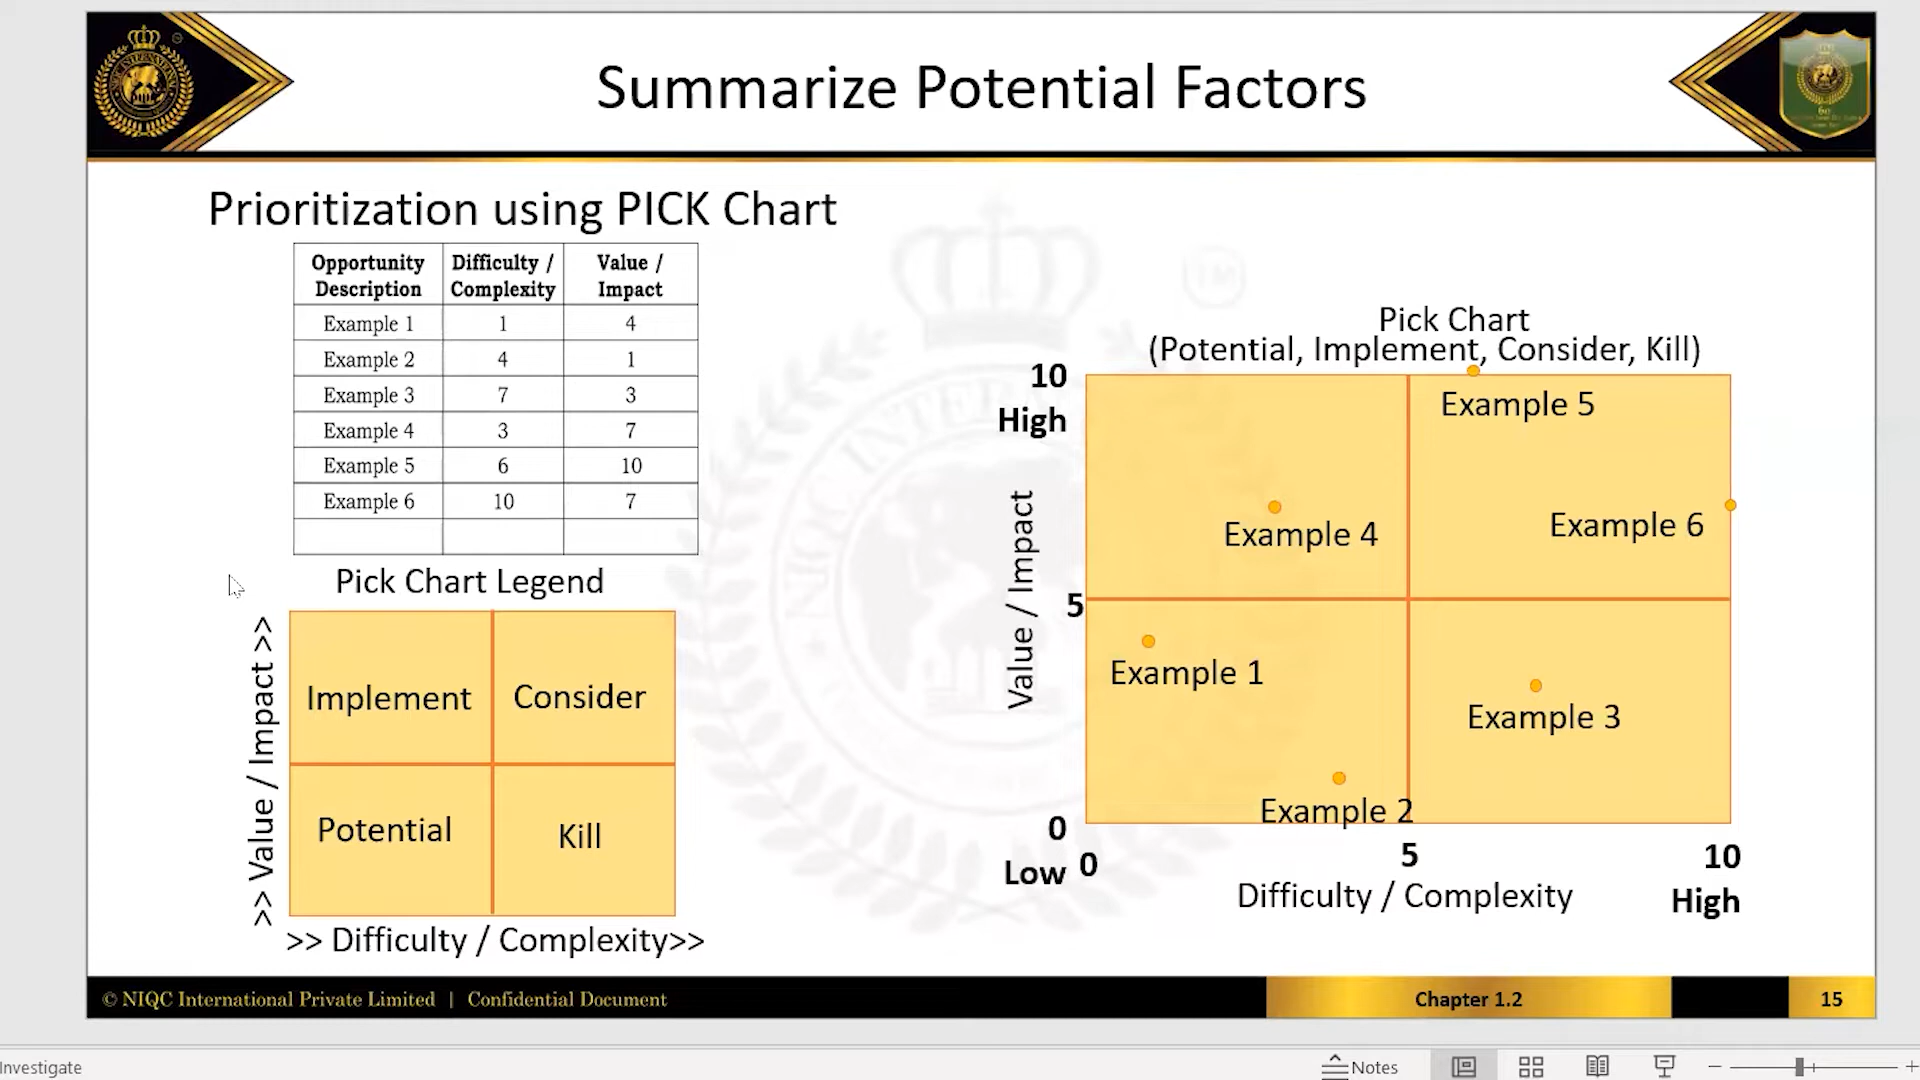 Summarize Potential Factors
Prioritization using PICK Chart
Opportunity Description Difficulty / Complexity Value / Impact
Example 1 1 4
Example 2 4 1
Example 3 7 3
Example 4 3 7
Example 5 6 10
Example 6 10 7
Pick Chart Legend
Implement Consider
Potential Kill
>> Value / Impact >>
>> Difficulty / Complexity>>
Pick Chart
(Potential, Implement, Consider, Kill)
10
High
Example 5
Example 4
Example 6
Value / Impact
5
Example 1
Example 3
Example 2
0
Low
0 5 10
Difficulty / Complexity
High
© NIQC International Private Limited | Confidential Document
Chapter 1.2
15
Investigate
Notes